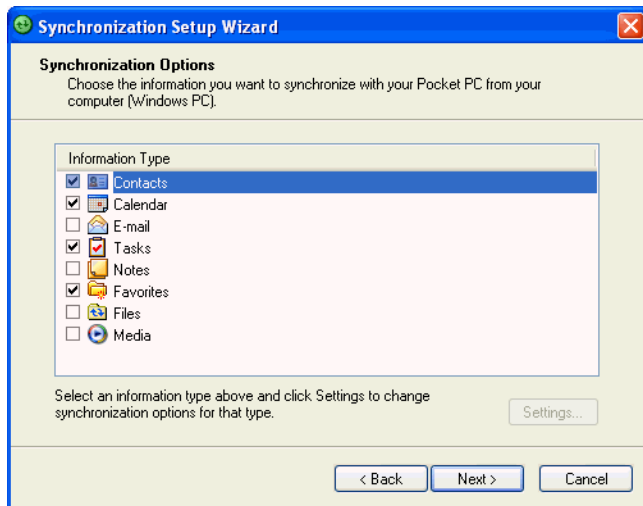 Synchronization Setup Wizard
Synchronization Options
Choose the information you want to synchronize with your Pocket PC from your
computer (Windows PC).
Information Type
Contacts
Calendar
E-mail
Tasks
Notes
Favorites
Files
Media
Select an information type above and click Settings to change
synchronization options for that type.
Settings...
< Back Next > Cancel